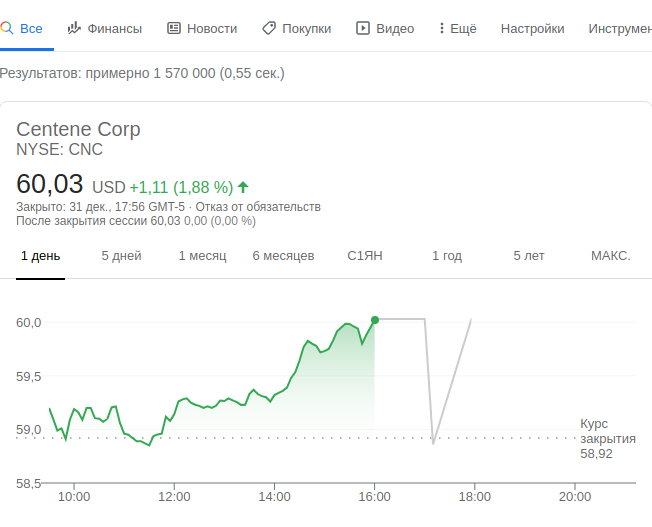 Все Финансы Новости Покупки Видео Ещё Настройки Инструмен
Результатов: примерно 1 570 000 (0,55 сек.)
Centene Corp
NYSE: CNC
60,03 USD +1,11 (1,88 %)
Закрыто: 31 дек., 17:56 GMT-5 · Отказ от обязательств
После закрытия сессии 60,03 0,00 (0,00 %)
1 день 5 дней 1 месяц 6 месяцев С1ЯН 1 год 5 лет МАКС.
60,0
59,5
59,0
58,5
Курс
закрытия
58,92
10:00 12:00 14:00 16:00 18:00 20:00